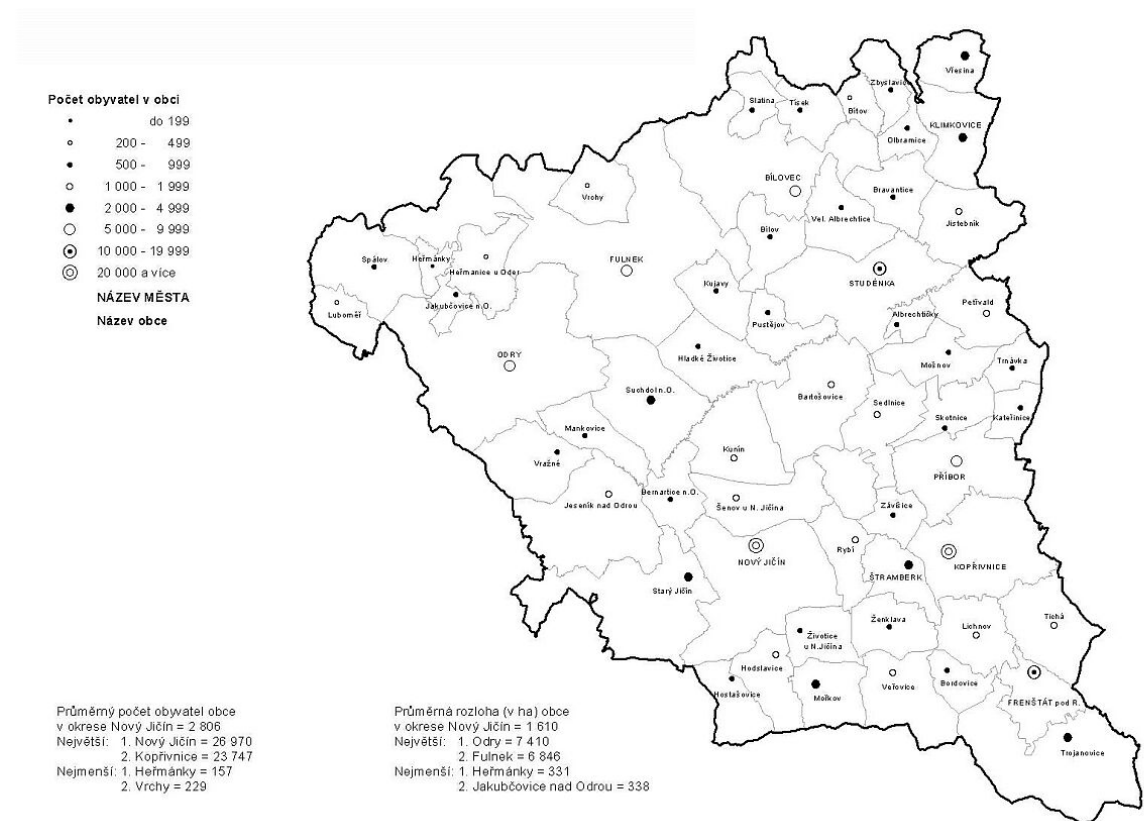 Počet obyvatel v obci
do 199
200 - 499
500 - 999
1 000 - 1 999
2 000 - 4 999
5 000 - 9 999
10 000 - 19 999
20 000 a více
NÁZEV MĚSTA
Název obce
Vřesina
Zbyslavice
Slatina
Tísek
Bítov
KLIMKOVICE
Olbramice
BÍLOVEC
Bravantice
Vrchy
Vel. Albrechtice
Jistebník
Bílov
Spálov
Heřmánky
Heřmanice u Oder
FULNEK
STUDÉNKA
Kujavy
Jakubčovice n.O.
Luboměř
Petřvald
Albrechtičky
Pustějov
Hladké Životice
Mošnov
Trnávka
ODRY
Suchdol n.O.
Bartošovice
Sedlnice
Skotnice
Kateřinice
Mankovice
Kunín
Vražné
PŘÍBOR
Bernartice n.O.
Jeseník nad Odrou
Šenov u N. Jičína
Závišice
NOVÝ JIČÍN
Rybí
KOPŘIVNICE
ŠTRAMBERK
Starý Jičín
Ženklava
Tichá
Životice
u N.Jičína
Lichnov
Hodslavice
Hostašovice
Mořkov
Veřovice
Bordovice
FRENŠTÁT pod R.
Trojanovice
Průměrný počet obyvatel obce
v okrese Nový Jičín = 2 806
Největší: 1. Nový Jičín = 26 970
2. Kopřivnice = 23 747
Nejmenší: 1. Heřmánky = 157
2. Vrchy = 229
Průměrná rozloha (v ha) obce
v okrese Nový Jičín = 1 610
Největší: 1. Odry = 7 410
2. Fulnek = 6 846
Nejmenší: 1. Heřmánky = 331
2. Jakubčovice nad Odrou = 338